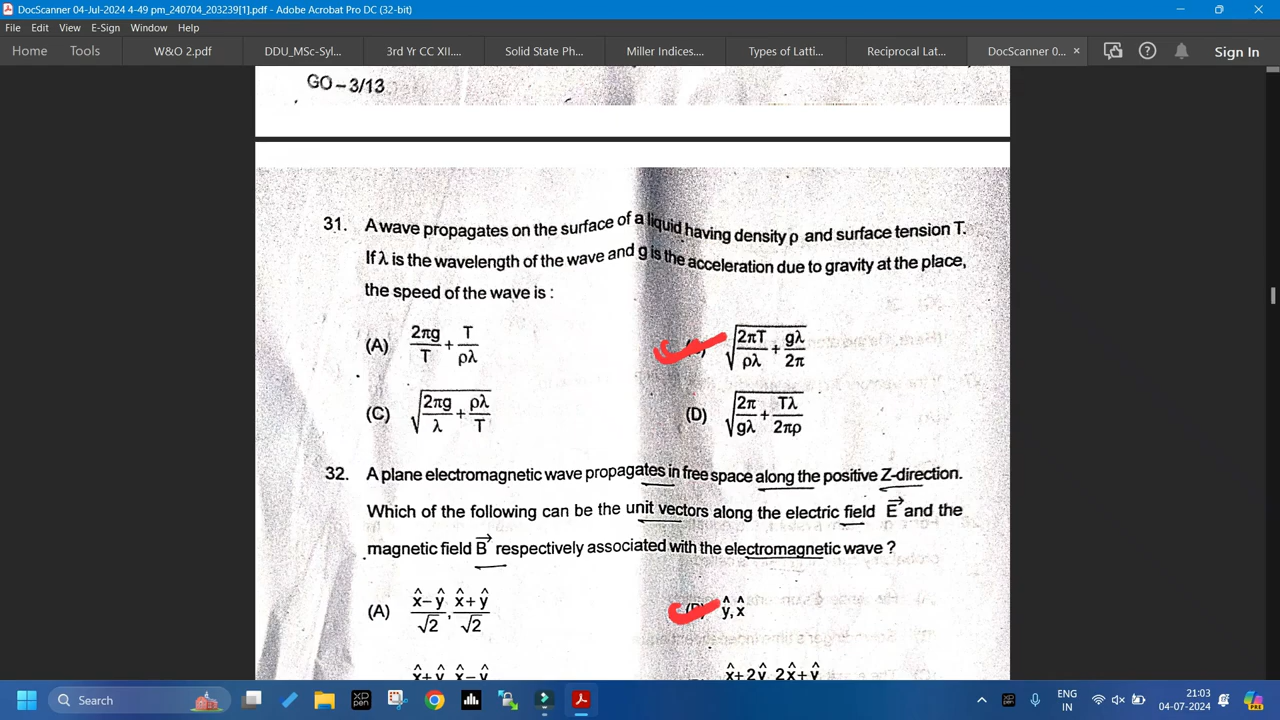 DocScanner 04-Jul-2024 4-49 pm_240704_203239[1].pdf - Adobe Acrobat Pro DC (32-bit)
File Edit View E-Sign Window Help
Home Tools W&O 2.pdf DDU_MSc-Syl... 3rd Yr CC XII.... Solid State Ph... Miller Indices.... Types of Latti... Reciprocal Lat... DocScanner 0... × Sign In
GO – 3/13
31. A wave propagates on the surface of a liquid having density ρ and surface tension T.
If λ is the wavelength of the wave and g is the acceleration due to gravity at the place,
the speed of the wave is :
(A) 2πg/T + T/ρλ √(2πT/ρλ + gλ/2π)
(C) √(2πg/λ + ρλ/T) (D) √(2π/gλ + Tλ/2πρ)
32. A plane electromagnetic wave propagates in free space along the positive Z-direction.
Which of the following can be the unit vectors along the electric field E⃗ and the
magnetic field B⃗ respectively associated with the electromagnetic wave ?
(A) (x̂ – ŷ)/√2, (x̂ + ŷ)/√2 ŷ, x̂
x̂ + ŷ x̂ – ŷ x̂ + 2ŷ, 2x̂ + ŷ
Search ENG 21:03
IN 04-07-2024